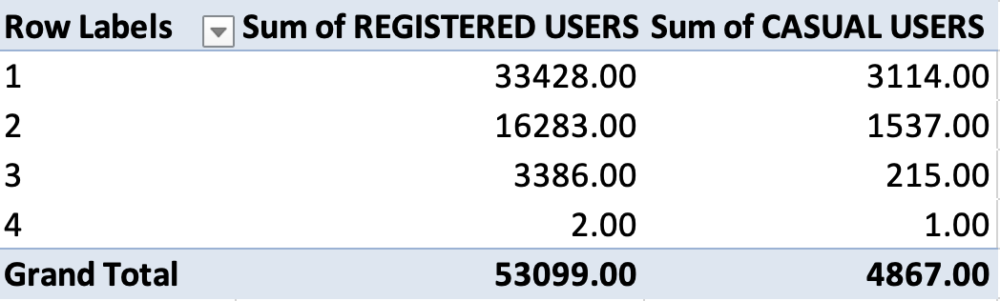 Row Labels Sum of REGISTERED USERS Sum of CASUAL USERS
1 33428.00 3114.00
2 16283.00 1537.00
3 3386.00 215.00
4 2.00 1.00
Grand Total 53099.00 4867.00